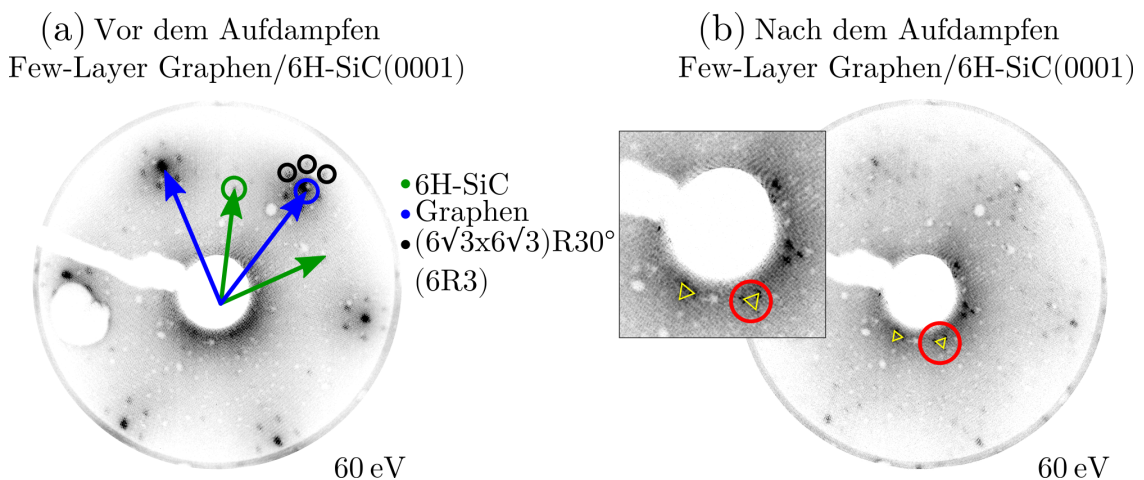 (a) Vor dem Aufdampfen
Few-Layer Graphen/6H-SiC(0001)
6H-SiC
Graphen
(6√3x6√3)R30°
(6R3)
60 eV
(b) Nach dem Aufdampfen
Few-Layer Graphen/6H-SiC(0001)
60 eV